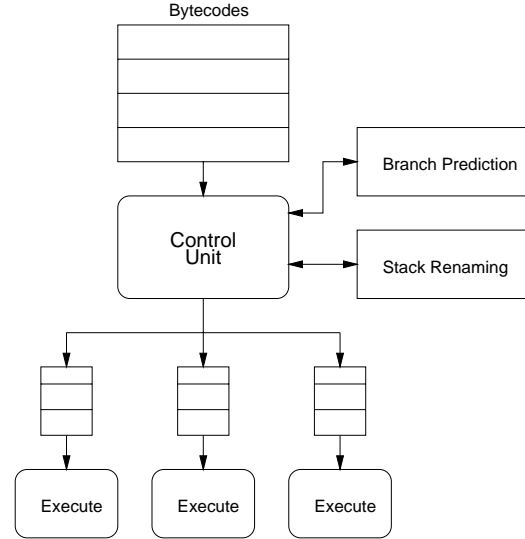 Bytecodes
Branch Prediction
Control
Unit
Stack Renaming
Execute
Execute
Execute